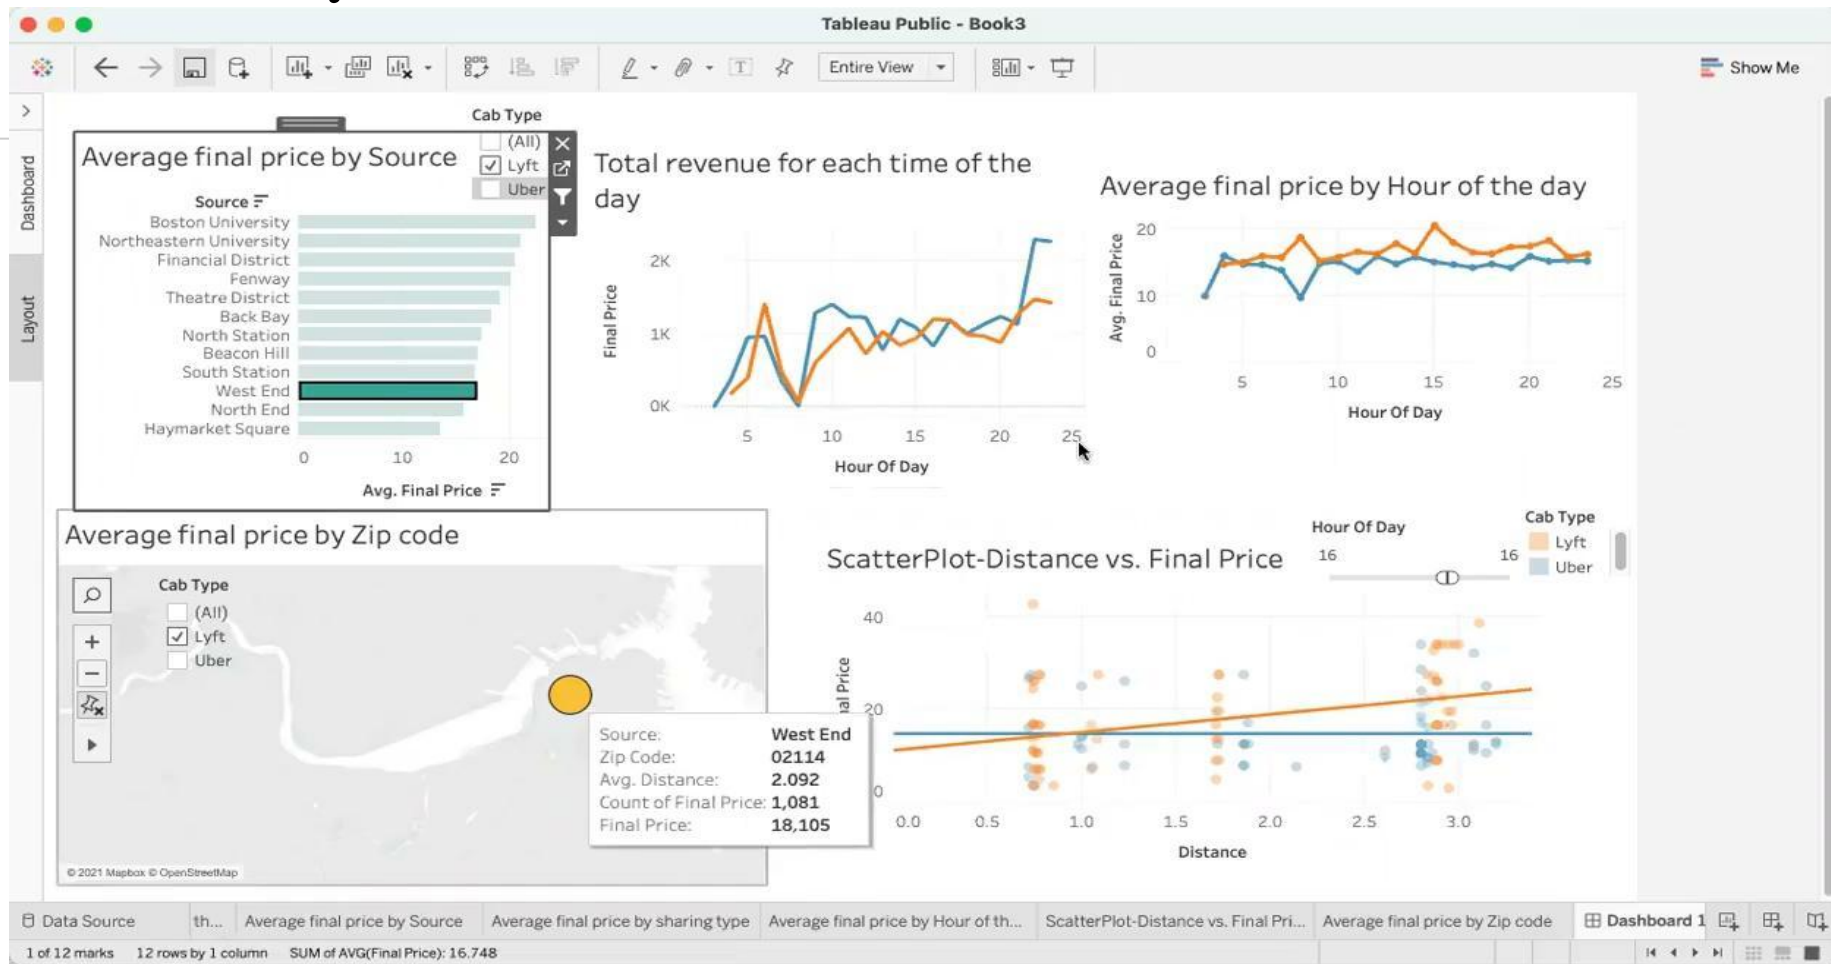 Tableau Public - Book3
Entire View
Show Me
Dashboard
Layout
Cab Type
(All)
Lyft
Uber
Average final price by Source
Source
Boston University
Northeastern University
Financial District
Fenway
Theatre District
Back Bay
North Station
Beacon Hill
South Station
West End
North End
Haymarket Square
0 10 20
Avg. Final Price
Total revenue for each time of the
day
Final Price
2K
1K
0K
5 10 15 20 25
Hour Of Day
Average final price by Hour of the day
Avg. Final Price
20
10
0
5 10 15 20 25
Hour Of Day
Average final price by Zip code
Cab Type
(All)
Lyft
Uber
Source: West End
Zip Code: 02114
Avg. Distance: 2.092
Count of Final Price: 1,081
Final Price: 18,105
© 2021 Mapbox © OpenStreetMap
ScatterPlot-Distance vs. Final Price
Hour Of Day
16 16
Cab Type
Lyft
Uber
nal Price
40
20
0
0.0 0.5 1.0 1.5 2.0 2.5 3.0
Distance
Data Source th... Average final price by Source Average final price by sharing type Average final price by Hour of th... ScatterPlot-Distance vs. Final Pri... Average final price by Zip code Dashboard 1
1 of 12 marks 12 rows by 1 column SUM of AVG(Final Price): 16.748